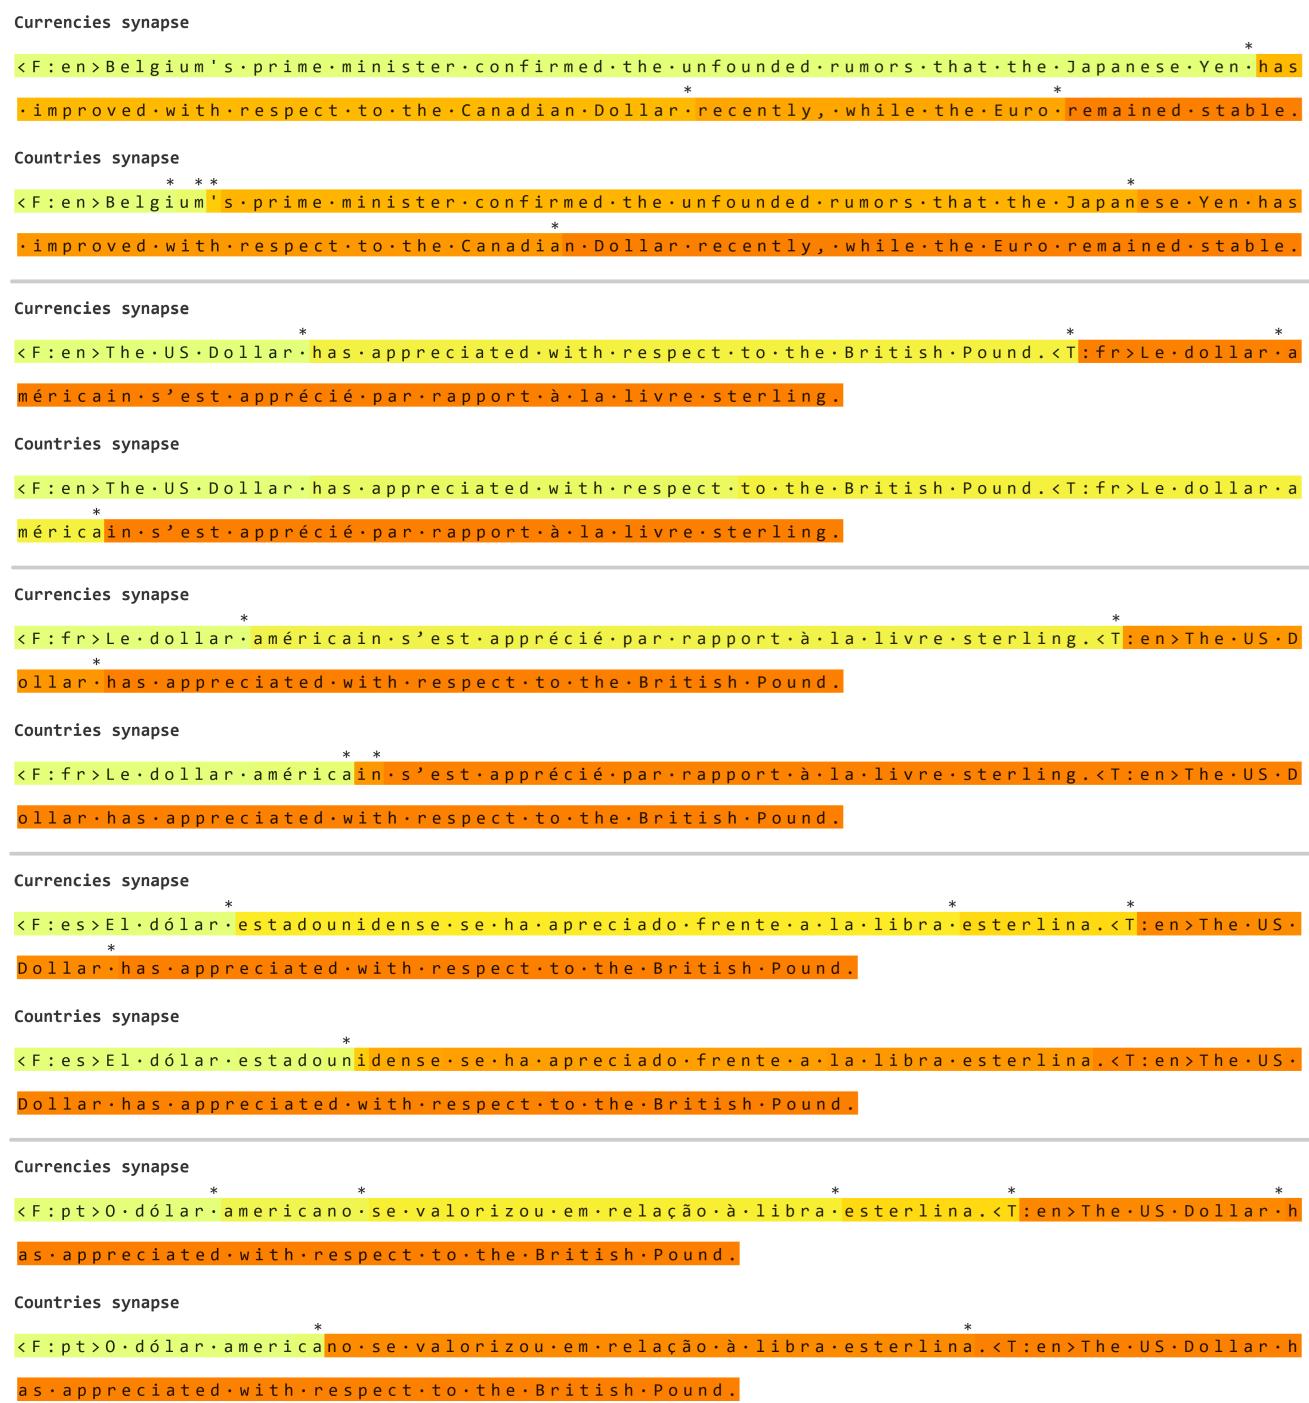 Currencies synapse
*
<F:en>Belgium's·prime·minister·confirmed·the·unfounded·rumors·that·the·Japanese·Yen·has
* *
·improved·with·respect·to·the·Canadian·Dollar·recently,·while·the·Euro·remained·stable.
Countries synapse
* * * *
<F:en>Belgium's·prime·minister·confirmed·the·unfounded·rumors·that·the·Japanese·Yen·has
*
·improved·with·respect·to·the·Canadian·Dollar·recently,·while·the·Euro·remained·stable.
Currencies synapse
* * *
<F:en>The·US·Dollar·has·appreciated·with·respect·to·the·British·Pound.<T:fr>Le·dollar·a
méricain·s’est·apprécié·par·rapport·à·la·livre·sterling.
Countries synapse
<F:en>The·US·Dollar·has·appreciated·with·respect·to·the·British·Pound.<T:fr>Le·dollar·a
*
méricain·s’est·apprécié·par·rapport·à·la·livre·sterling.
Currencies synapse
* *
<F:fr>Le·dollar·américain·s’est·apprécié·par·rapport·à·la·livre·sterling.<T:en>The·US·D
*
ollar·has·appreciated·with·respect·to·the·British·Pound.
Countries synapse
* *
<F:fr>Le·dollar·américain·s’est·apprécié·par·rapport·à·la·livre·sterling.<T:en>The·US·D
ollar·has·appreciated·with·respect·to·the·British·Pound.
Currencies synapse
* * *
<F:es>El·dólar·estadounidense·se·ha·apreciado·frente·a·la·libra·esterlina.<T:en>The·US·
*
Dollar·has·appreciated·with·respect·to·the·British·Pound.
Countries synapse
*
<F:es>El·dólar·estadounidense·se·ha·apreciado·frente·a·la·libra·esterlina.<T:en>The·US·
Dollar·has·appreciated·with·respect·to·the·British·Pound.
Currencies synapse
* * * * *
<F:pt>O·dólar·americano·se·valorizou·em·relação·à·libra·esterlina.<T:en>The·US·Dollar·h
as·appreciated·with·respect·to·the·British·Pound.
Countries synapse
* *
<F:pt>O·dólar·americano·se·valorizou·em·relação·à·libra·esterlina.<T:en>The·US·Dollar·h
as·appreciated·with·respect·to·the·British·Pound.